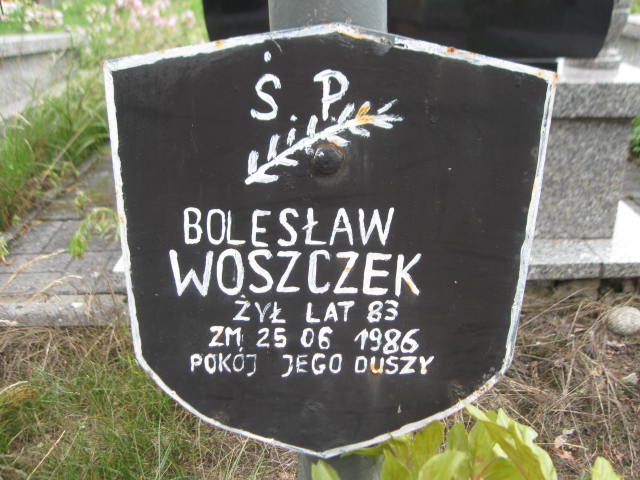 Ś.P.
BOLESŁAW
WOSZCZEK
ŻYŁ LAT 83
ZM 25 06 1986
POKÓJ JEGO DUSZY